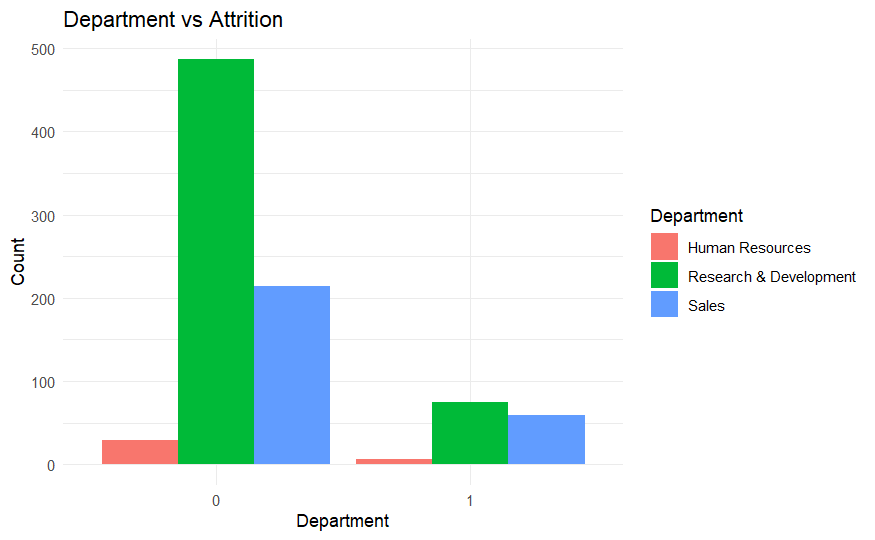 Department vs Attrition
500
400
300
200
100
0
Count
0
1
Department
Department
Human Resources
Research & Development
Sales